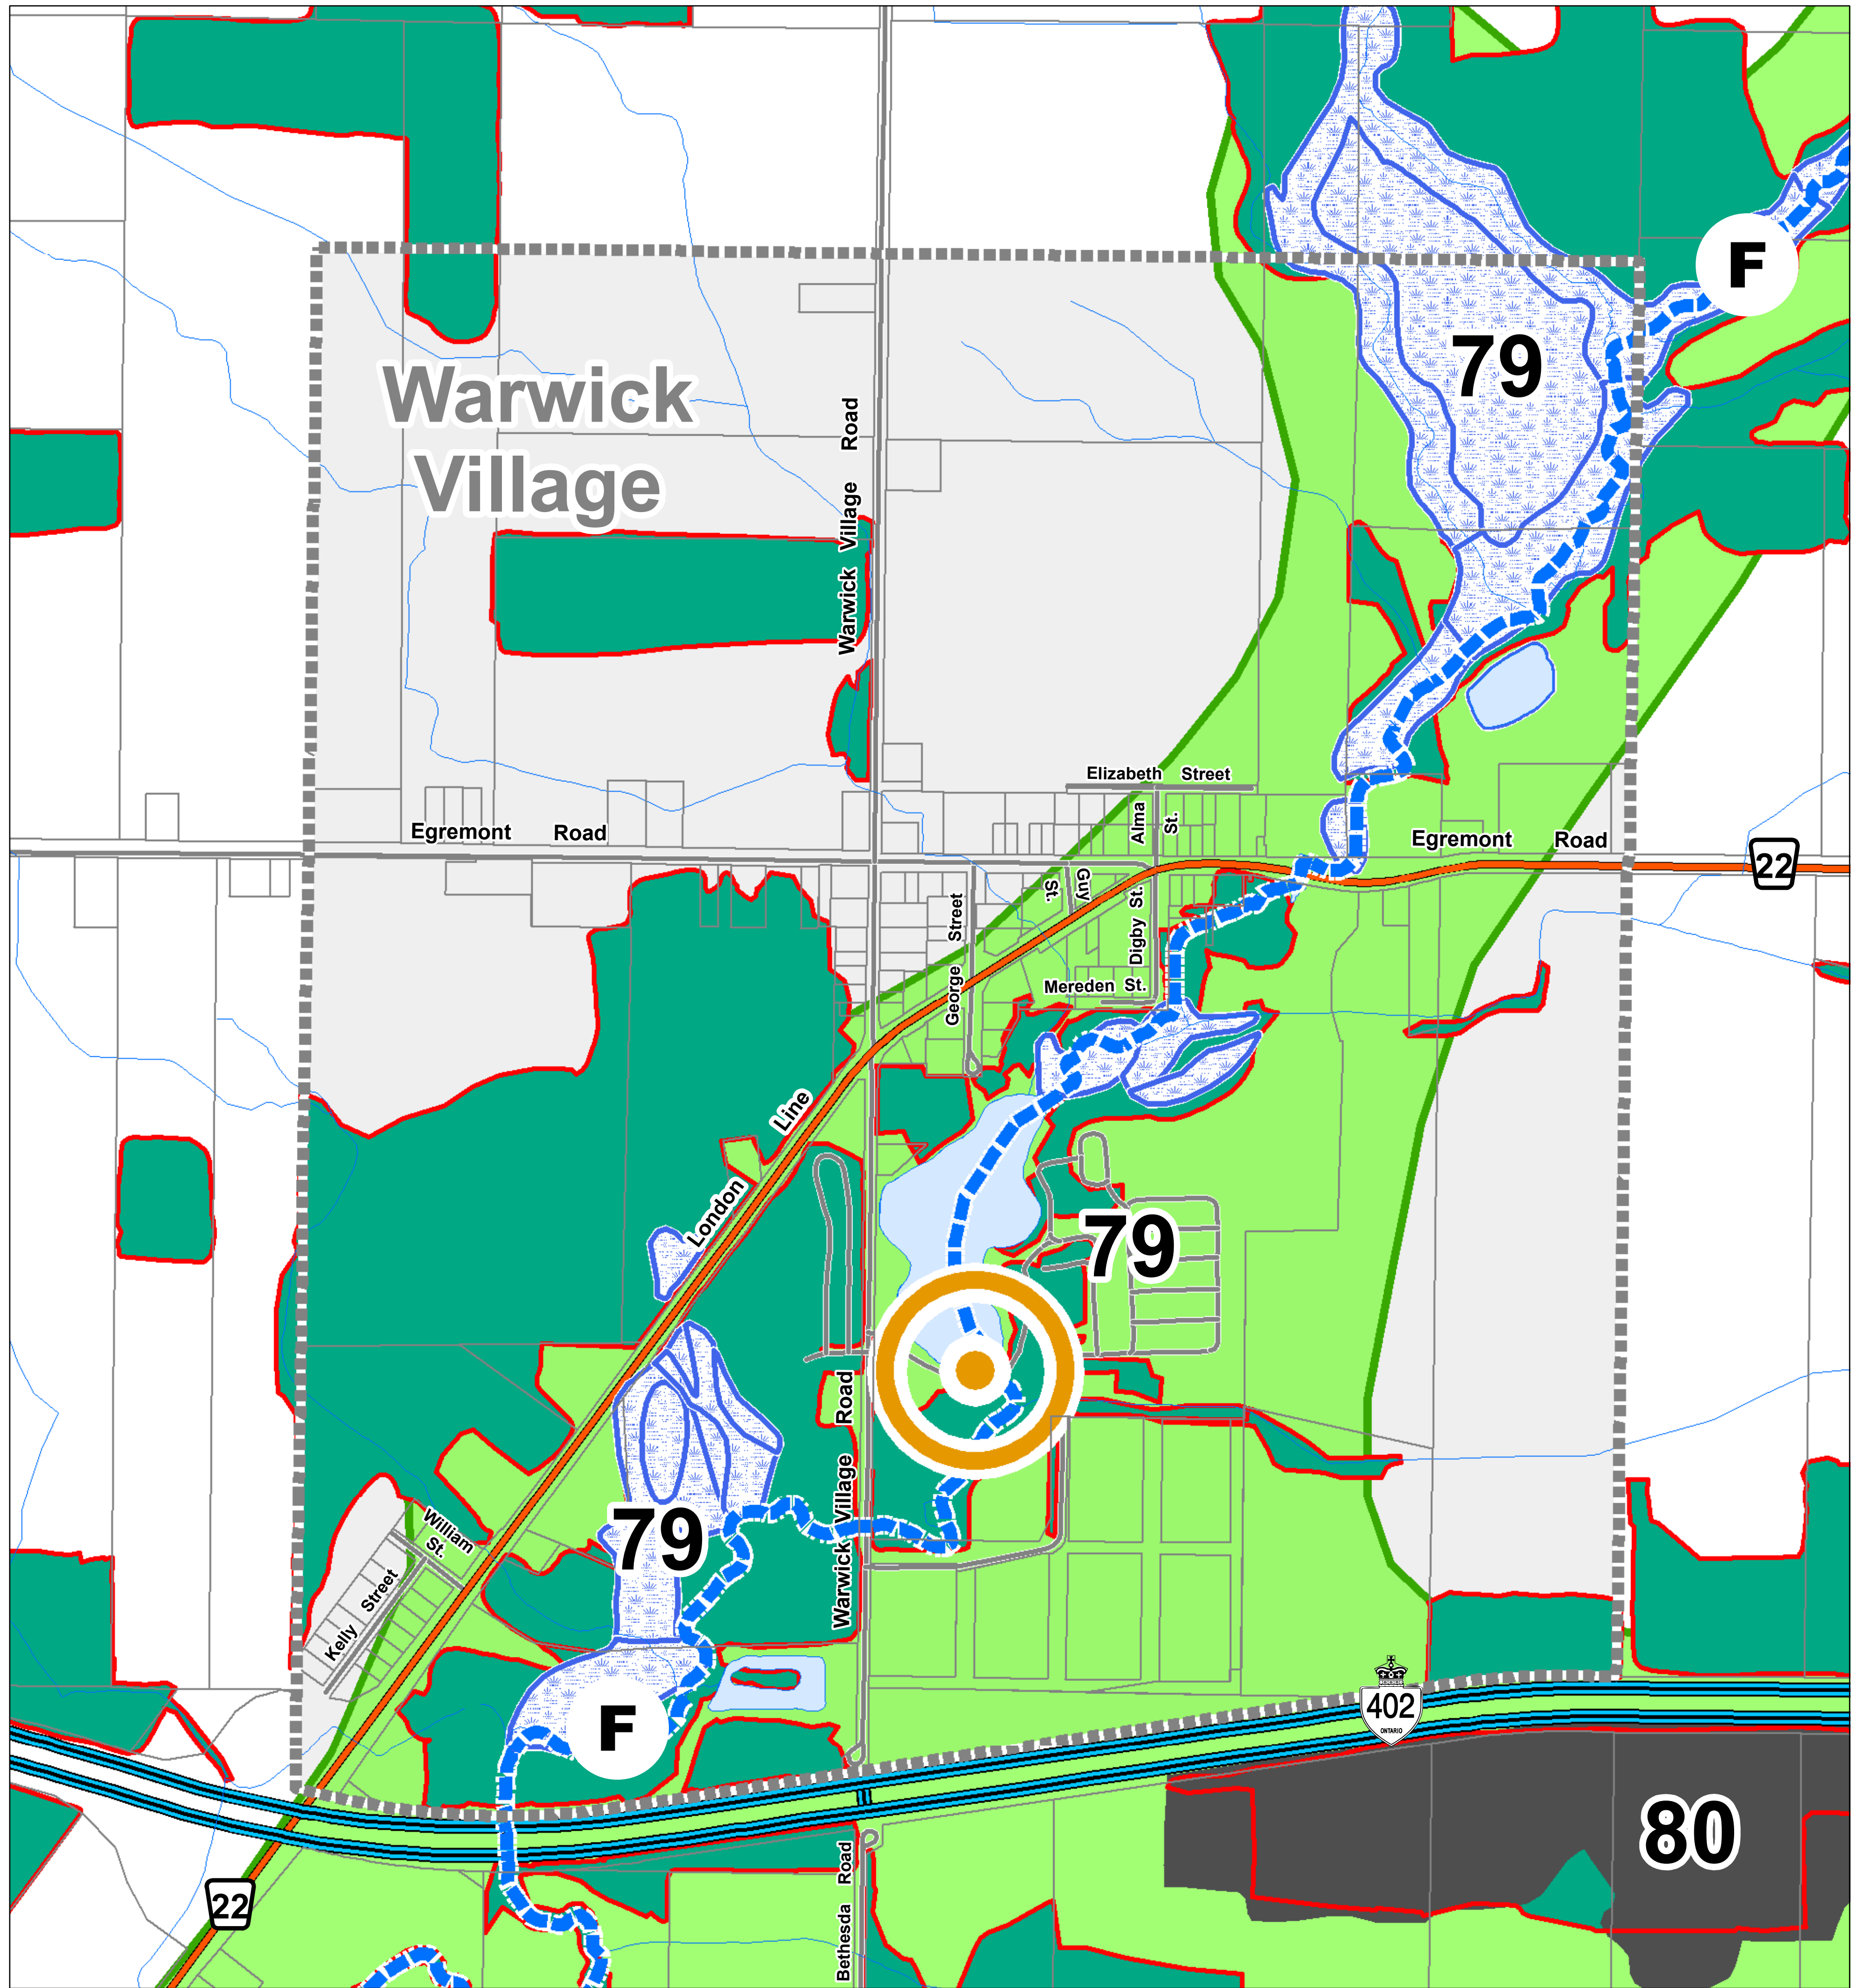 F
79
Warwick
Village
Warwick Village Road
Elizabeth Street
Alma St.
Egremont Road
Egremont Road
22
Guy St.
George Street
Digby St.
Mereden St.
London Line
79
79
William St.
Kelly Street
Warwick Village Road
F
402
ONTARIO
80
22
Bethesda Road